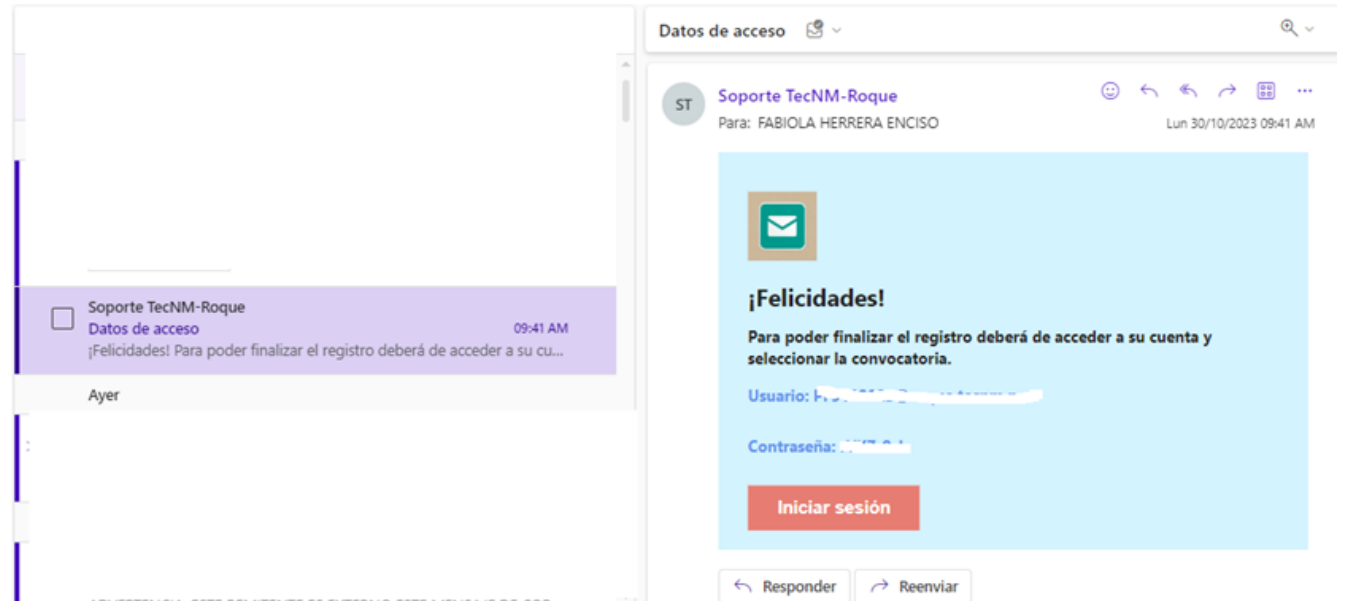 Soporte TecNM-Roque
Datos de acceso
09:41 AM
¡Felicidades! Para poder finalizar el registro deberá de acceder a su cu...
Ayer
Datos de acceso
ST
Soporte TecNM-Roque
Para: FABIOLA HERRERA ENCISO
Lun 30/10/2023 09:41 AM
¡Felicidades!
Para poder finalizar el registro deberá de acceder a su cuenta y
seleccionar la convocatoria.
Usuario:
Contraseña:
Iniciar sesión
Responder
Reenviar